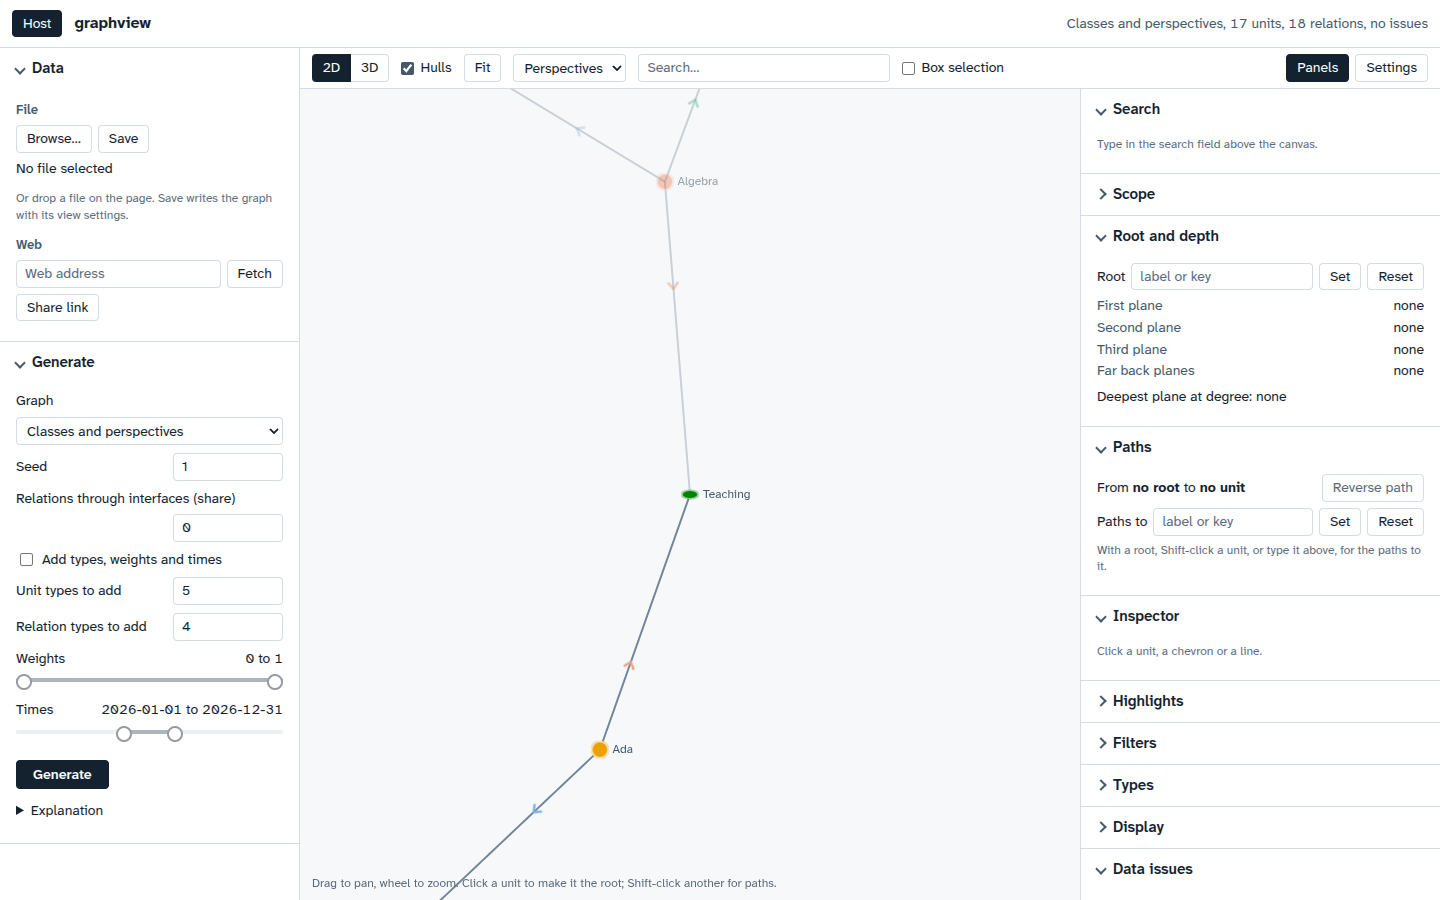 Host
graphview
Classes and perspectives, 17 units, 18 relations, no issues
Data
File
Browse...
Save
No file selected
Or drop a file on the page. Save writes the graph
with its view settings.
Web
Web address
Fetch
Share link
Generate
Graph
Classes and perspectives
Seed
1
Relations through interfaces (share)
0
Add types, weights and times
Unit types to add
5
Relation types to add
4
Weights
0 to 1
Times
2026-01-01 to 2026-12-31
Generate
Explanation
2D
3D
Hulls
Fit
Perspectives
Search...
Box selection
Panels
Settings
Algebra
Teaching
Ada
Drag to pan, wheel to zoom. Click a unit to make it the root; Shift-click another for paths.
Search
Type in the search field above the canvas.
Scope
Root and depth
Root
label or key
Set
Reset
First plane
none
Second plane
none
Third plane
none
Far back planes
none
Deepest plane at degree: none
Paths
From no root to no unit
Reverse path
Paths to
label or key
Set
Reset
With a root, Shift-click a unit, or type it above, for the paths to
it.
Inspector
Click a unit, a chevron or a line.
Highlights
Filters
Types
Display
Data issues